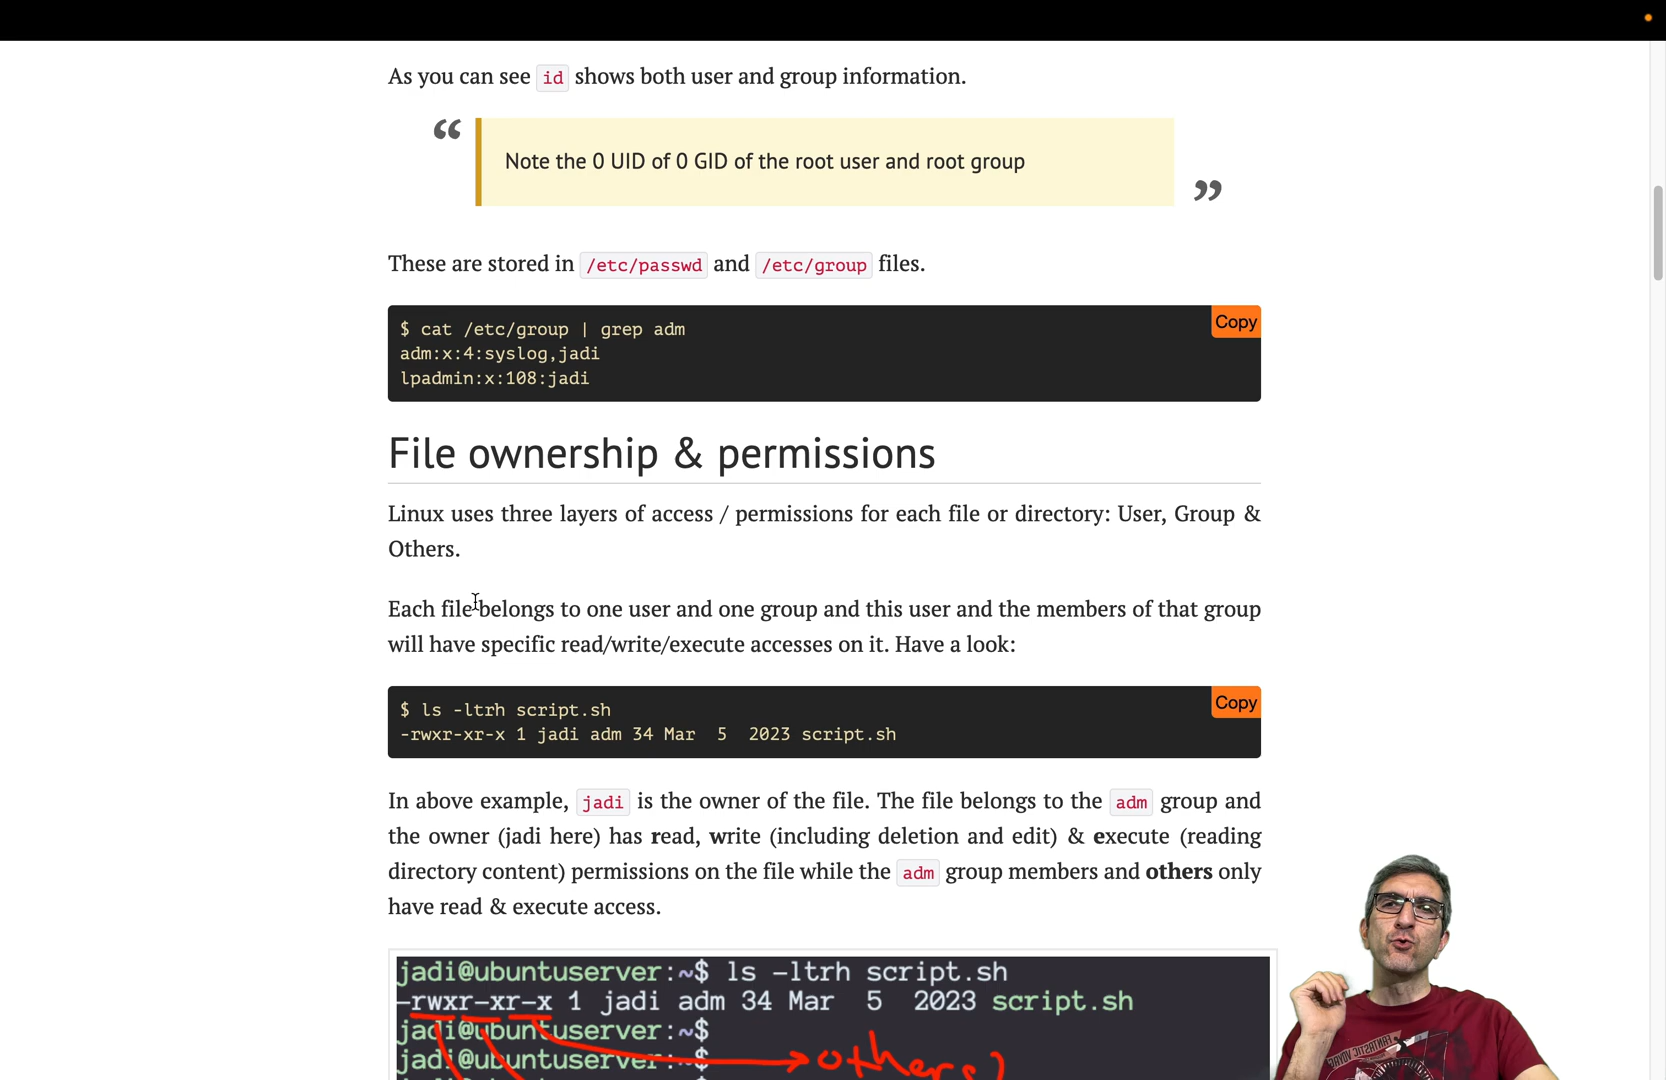 As you can see id shows both user and group information.
“
Note the 0 UID of 0 GID of the root user and root group
”
These are stored in /etc/passwd and /etc/group files.
Copy
$ cat /etc/group | grep adm
adm:x:4:syslog,jadi
lpadmin:x:108:jadi
File ownership & permissions
Linux uses three layers of access / permissions for each file or directory: User, Group &
Others.
Each file belongs to one user and one group and this user and the members of that group
will have specific read/write/execute accesses on it. Have a look:
Copy
$ ls -ltrh script.sh
-rwxr-xr-x 1 jadi adm 34 Mar  5  2023 script.sh
In above example, jadi is the owner of the file. The file belongs to the adm group and
the owner (jadi here) has read, write (including deletion and edit) & execute (reading
directory content) permissions on the file while the adm group members and others only
have read & execute access.
jadi@ubuntuserver:~$ ls -ltrh script.sh
-rwxr-xr-x 1 jadi adm 34 Mar  5  2023 script.sh
jadi@ubuntuserver:~$
jadi@ubuntuserver:~$
others